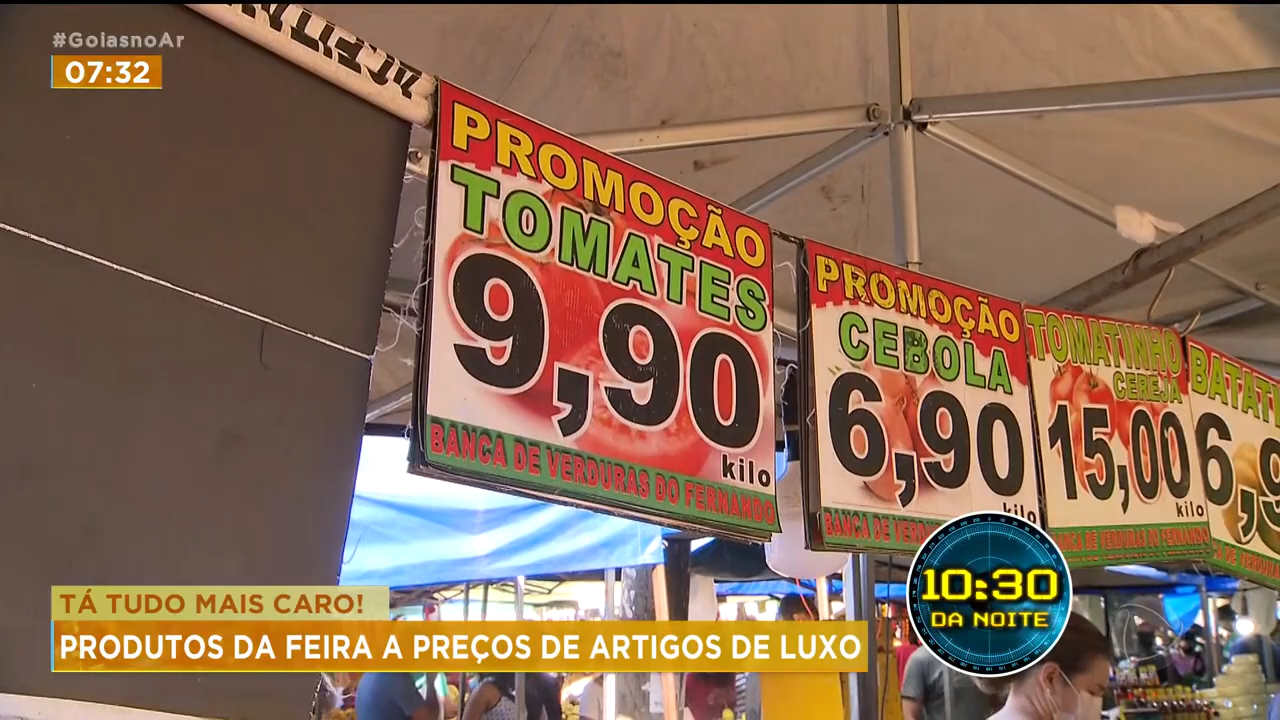 #GoiasnoAr
07:32
PROMOÇÃO
TOMATES
9,90
kilo
BANCA DE VERDURAS DO FERNANDO
PROMOÇÃO
CEBOLA
6,90
kilo
BANCA DE VERDURAS
TOMATINHO
CEREJA
15,00
kilo
BANCA DE VERDURAS DO FERNANDO
10:30
DA NOITE
TÁ TUDO MAIS CARO!
PRODUTOS DA FEIRA A PREÇOS DE ARTIGOS DE LUXO